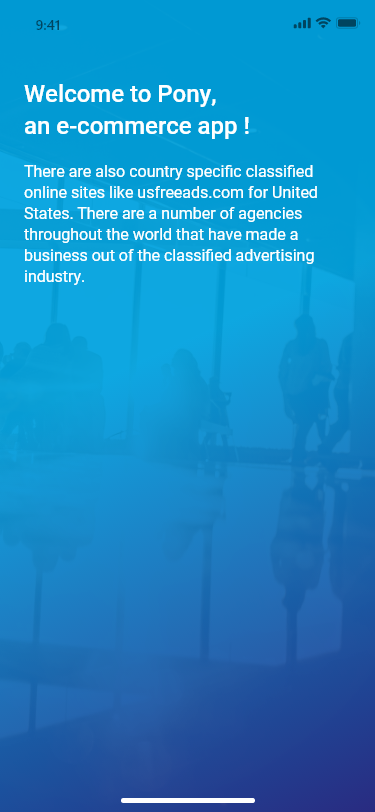 9:41
Welcome to Pony,
an e-commerce app !
There are also country specific classified
online sites like usfreeads.com for United
States. There are a number of agencies
throughout the world that have made a
business out of the classified advertising
industry.